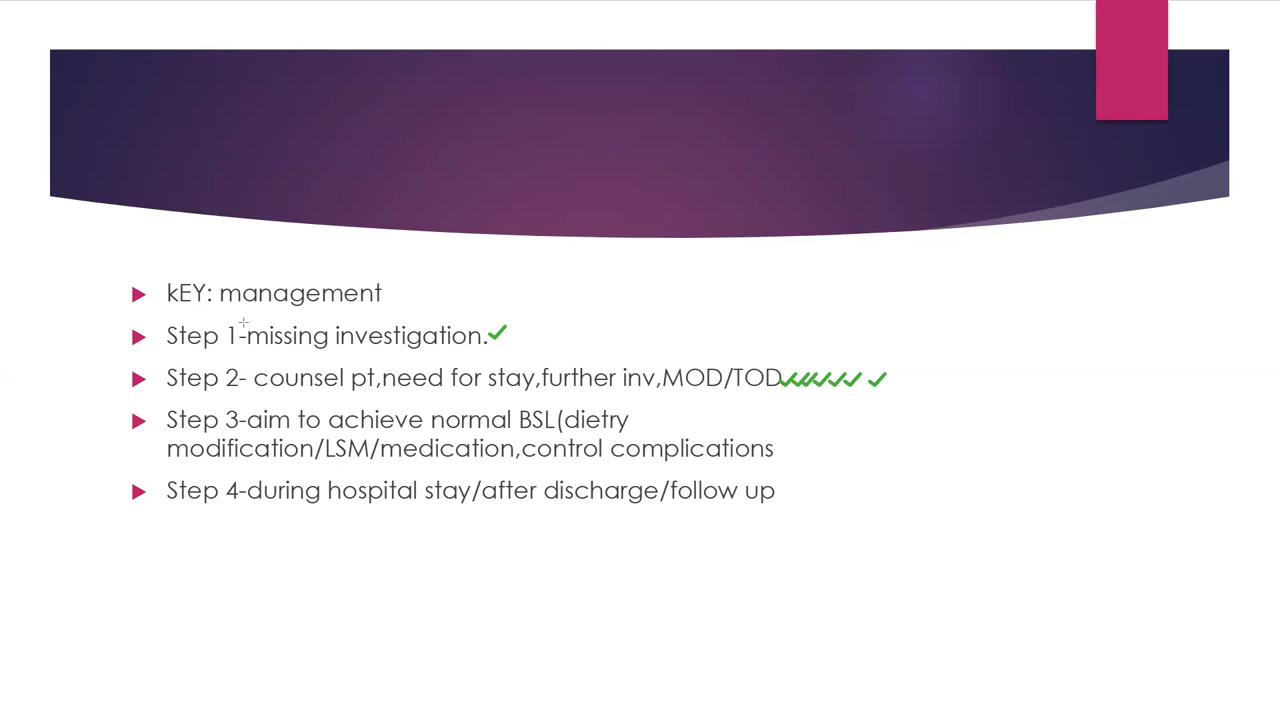 kEY: management
Step 1-missing investigation.
Step 2- counsel pt,need for stay,further inv,MOD/TOD
Step 3-aim to achieve normal BSL(dietry
modification/LSM/medication,control complications
Step 4-during hospital stay/after discharge/follow up